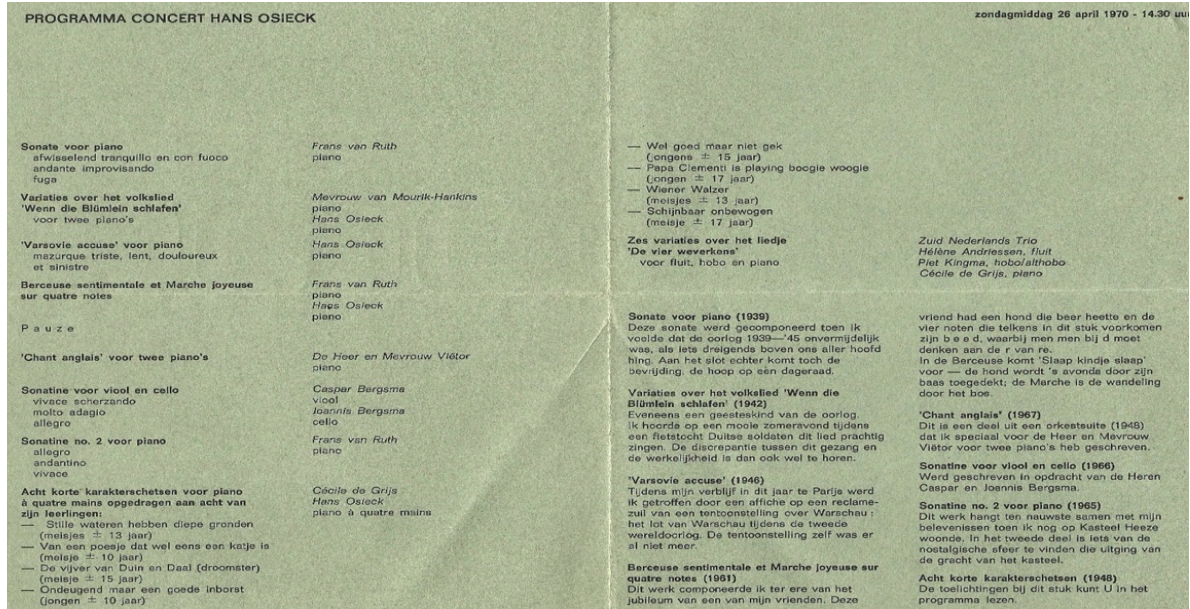 PROGRAMMA CONCERT HANS OSIECK
zondagmiddag 26 april 1970 - 14.30 uur
Sonate voor piano
Frans van Ruth
afwisselend tranquillo en con fuoco
piano
andante improvisando
fuga
Variaties over het volkslied
Mevrouw van Mourik-Hankins
'Wenn die Blümlein schlafen'
piano
voor twee piano's
Hans Osieck
piano
'Varsovie accuse' voor piano
Hans Osieck
mazurque triste, lent, douloureux
piano
et sinistre
Berceuse sentimentale et Marche joyeuse
Frans van Ruth
sur quatre notes
piano
Hans Osieck
piano
Pauze
'Chant anglais' voor twee piano's
De Heer en Mevrouw Viëtor
piano
Sonatine voor viool en cello
Caspar Bergsma
vivace scherzando
viool
molto adagio
Joannis Bergsma
allegro
cello
Sonatine no. 2 voor piano
Frans van Ruth
allegro
piano
andantino
vivace
Acht korte karakterschetsen voor piano
Cécile de Grijs
à quatre mains opgedragen aan acht van
Hans Osieck
zijn leerlingen:
piano à quatre mains
— Stille wateren hebben diepe gronden
(meisjes ± 13 jaar)
— Van een poesje dat wel eens een katje is
(meisje ± 10 jaar)
— De vijver van Duin en Daal (droomster)
(meisje ± 15 jaar)
— Ondeugend maar een goede inborst
(jongen ± 10 jaar)
— Wel goed maar niet gek
(jongens ± 15 jaar)
— Papa Clementi is playing boogie woogie
(jongen ± 17 jaar)
— Wiener Walzer
(meisjes ± 13 jaar)
— Schijnbaar onbewogen
(meisje ± 17 jaar)
Zes variaties over het liedje
Zuid Nederlands Trio
'De vier weverkens'
Hélène Andriessen, fluit
voor fluit, hobo en piano
Piet Kingma, hobo/althobo
Cécile de Grijs, piano
Sonate voor piano (1939)
Deze sonate werd gecomponeerd toen ik
voelde dat de oorlog 1939—'45 onvermijdelijk
was, als iets dreigends boven ons aller hoofd
hing. Aan het slot echter komt toch de
bevrijding, de hoop op een dageraad.
Variaties over het volkslied 'Wenn die
Blümlein schlafen' (1942)
Eveneens een geesteskind van de oorlog.
Ik hoorde op een mooie zomeravond tijdens
een fietstocht Duitse soldaten dit lied prachtig
zingen. De discrepantie tussen dit gezang en
de werkelijkheid is dan ook wel te horen.
'Varsovie accuse' (1946)
Tijdens mijn verblijf in dit jaar te Parijs werd
ik getroffen door een affiche op een reclame-
zuil van een tentoonstelling over Warschau :
het lot van Warschau tijdens de tweede
wereldoorlog. De tentoonstelling zelf was er
al niet meer.
Berceuse sentimentale et Marche joyeuse sur
quatre notes (1961)
Dit werk componeerde ik ter ere van het
jubileum van een van mijn vrienden. Deze
vriend had een hond die beer heette en de
vier noten die telkens in dit stuk voorkomen
zijn b e e d, waarbij men men bij d moet
denken aan de r van re.
In de Berceuse komt 'Slaap kindje slaap'
voor — de hond wordt 's avonds door zijn
baas toegedekt; de Marche is de wandeling
door het bos.
'Chant anglais' (1967)
Dit is een deel uit een orkestsuite (1948)
dat ik speciaal voor de Heer en Mevrouw
Viëtor voor twee piano's heb geschreven.
Sonatine voor viool en cello (1966)
Werd geschreven in opdracht van de Heren
Caspar en Joannis Bergsma.
Sonatine no. 2 voor piano (1965)
Dit werk hangt ten nauwste samen met mijn
belevenissen toen ik nog op Kasteel Heeze
woonde. In het tweede deel is iets van de
nostalgische sfeer te vinden die uitging van
de gracht van het kasteel.
Acht korte karakterschetsen (1948)
De toelichtingen bij dit stuk kunt U in het
programma lezen.